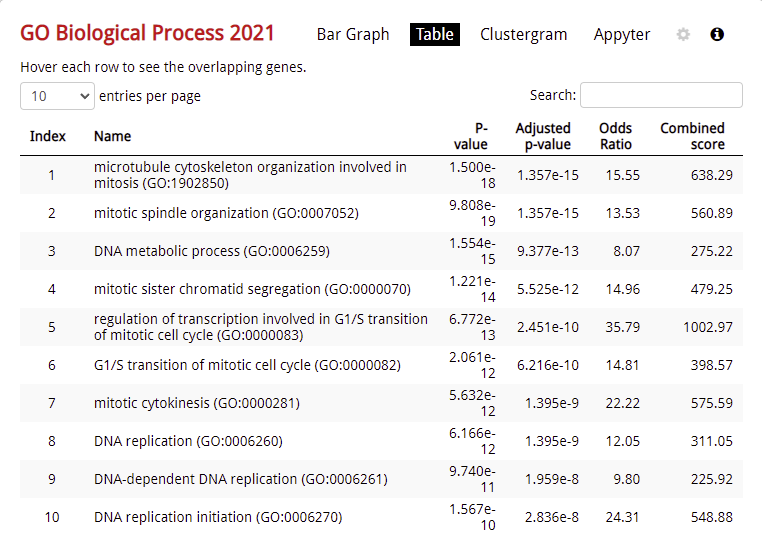 GO Biological Process 2021 Bar Graph Table Clustergram Appyter
Hover each row to see the overlapping genes.
10 entries per page Search:
Index Name P-value Adjusted p-value Odds Ratio Combined score
1 microtubule cytoskeleton organization involved in mitosis (GO:1902850) 1.500e-18 1.357e-15 15.55 638.29
2 mitotic spindle organization (GO:0007052) 9.808e-19 1.357e-15 13.53 560.89
3 DNA metabolic process (GO:0006259) 1.554e-15 9.377e-13 8.07 275.22
4 mitotic sister chromatid segregation (GO:0000070) 1.221e-14 5.525e-12 14.96 479.25
5 regulation of transcription involved in G1/S transition of mitotic cell cycle (GO:0000083) 6.772e-13 2.451e-10 35.79 1002.97
6 G1/S transition of mitotic cell cycle (GO:0000082) 2.061e-12 6.216e-10 14.81 398.57
7 mitotic cytokinesis (GO:0000281) 5.632e-12 1.395e-9 22.22 575.59
8 DNA replication (GO:0006260) 6.166e-12 1.395e-9 12.05 311.05
9 DNA-dependent DNA replication (GO:0006261) 9.740e-11 1.959e-8 9.80 225.92
10 DNA replication initiation (GO:0006270) 1.567e-10 2.836e-8 24.31 548.88